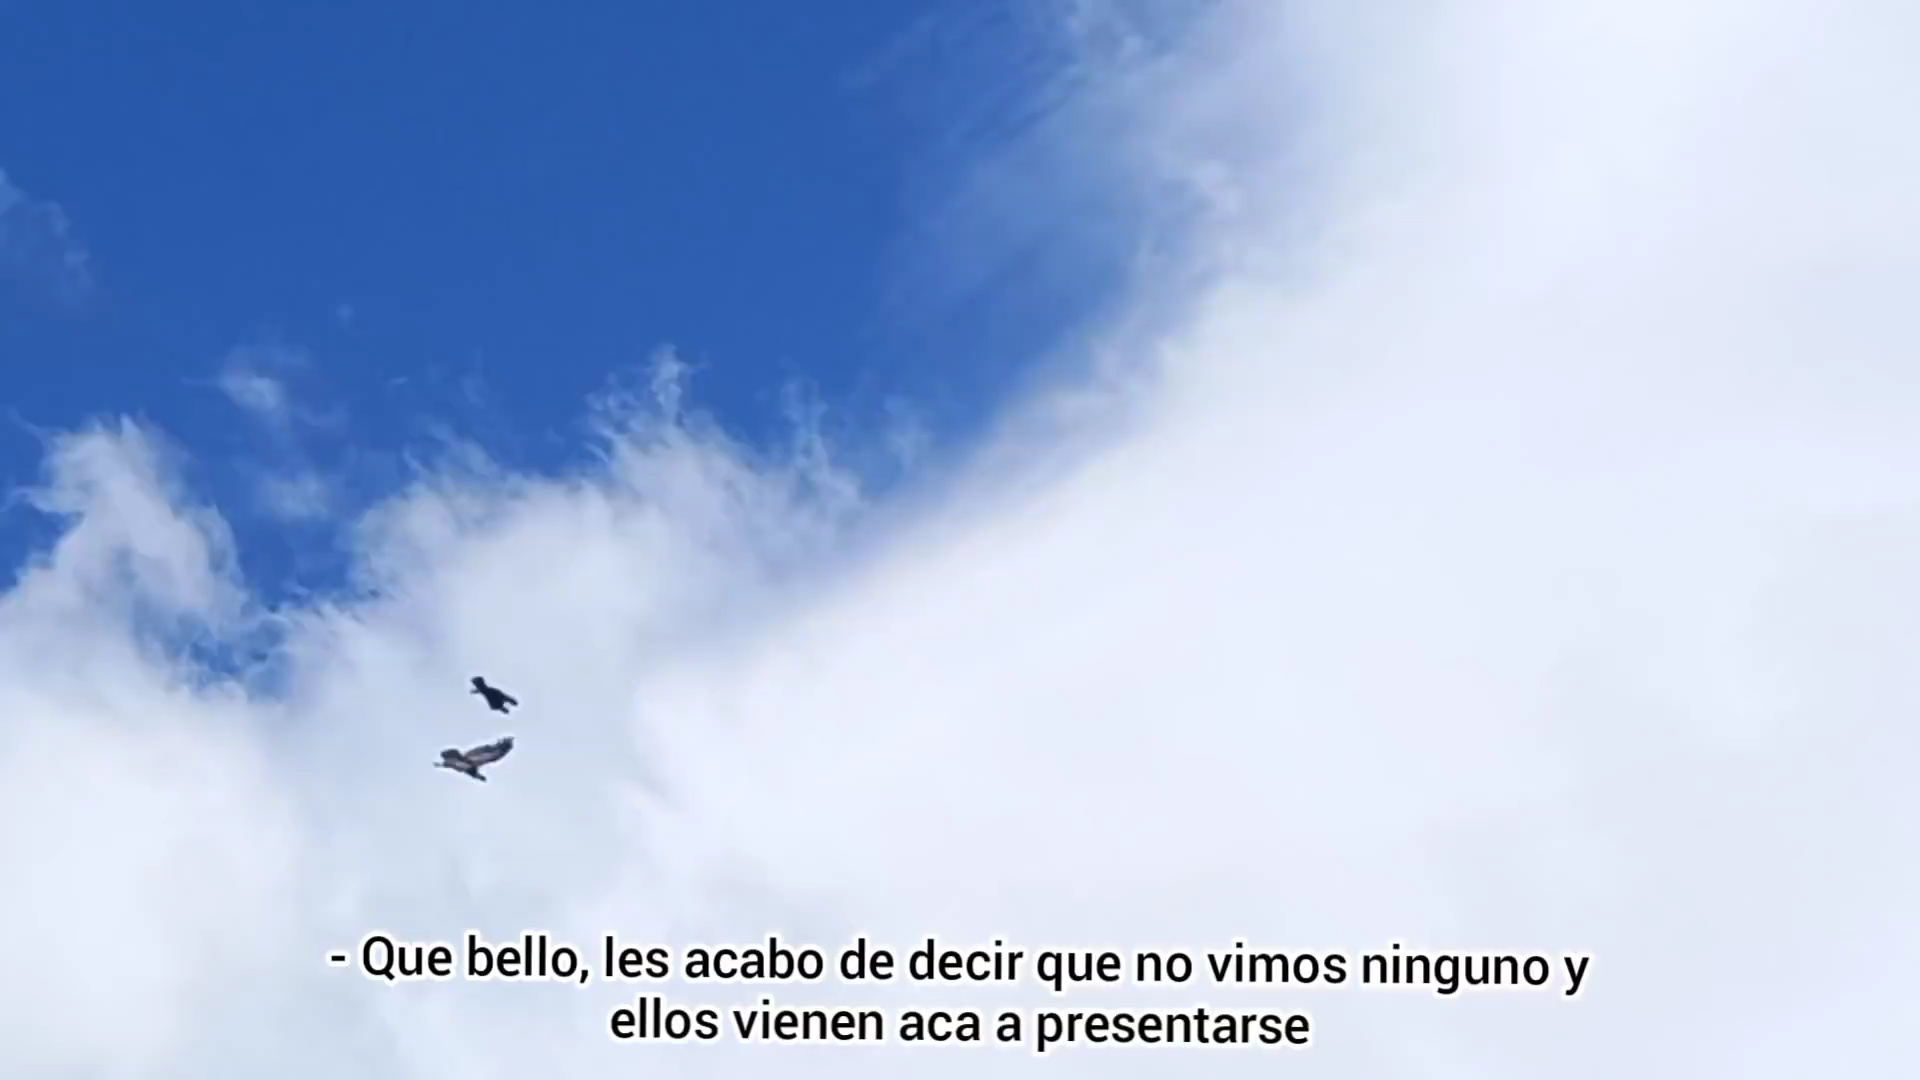 - Que bello, les acabo de decir que no vimos ninguno y
ellos vienen aca a presentarse